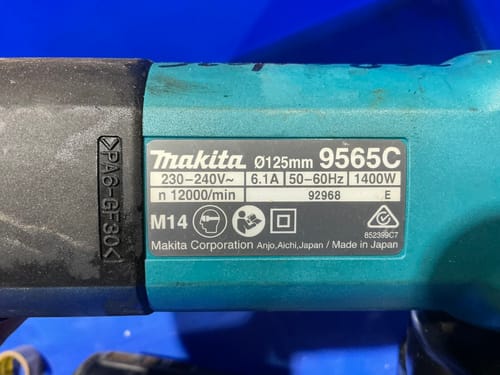 makita Ø125mm 9565C
230-240V~ 6.1A 50-60Hz 1400W
n 12000/min 92968 E
M14
852399C7
Makita Corporation Anjo,Aichi,Japan / Made in Japan
>PA6-GF30<